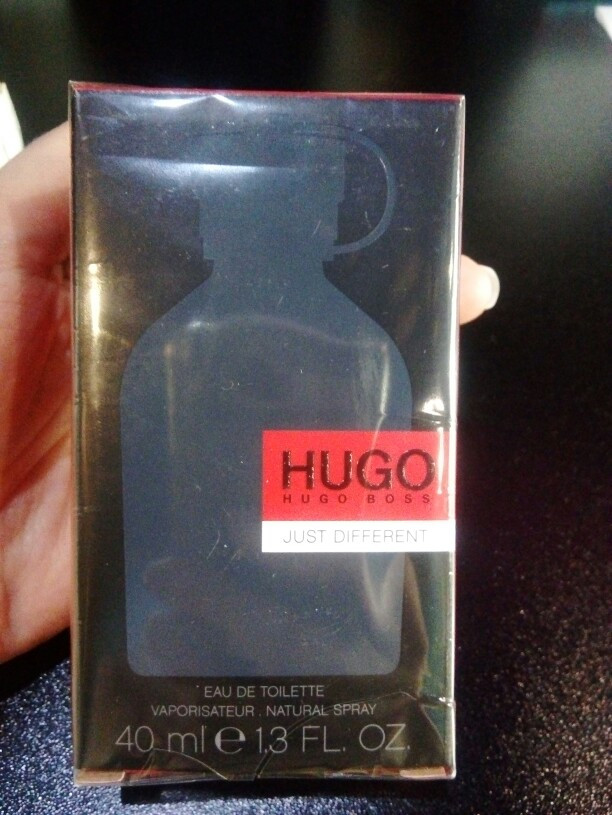 HUGO
HUGO BOSS
JUST DIFFERENT
EAU DE TOILETTE
VAPORISATEUR . NATURAL SPRAY
40 ml e 1.3 FL. OZ.